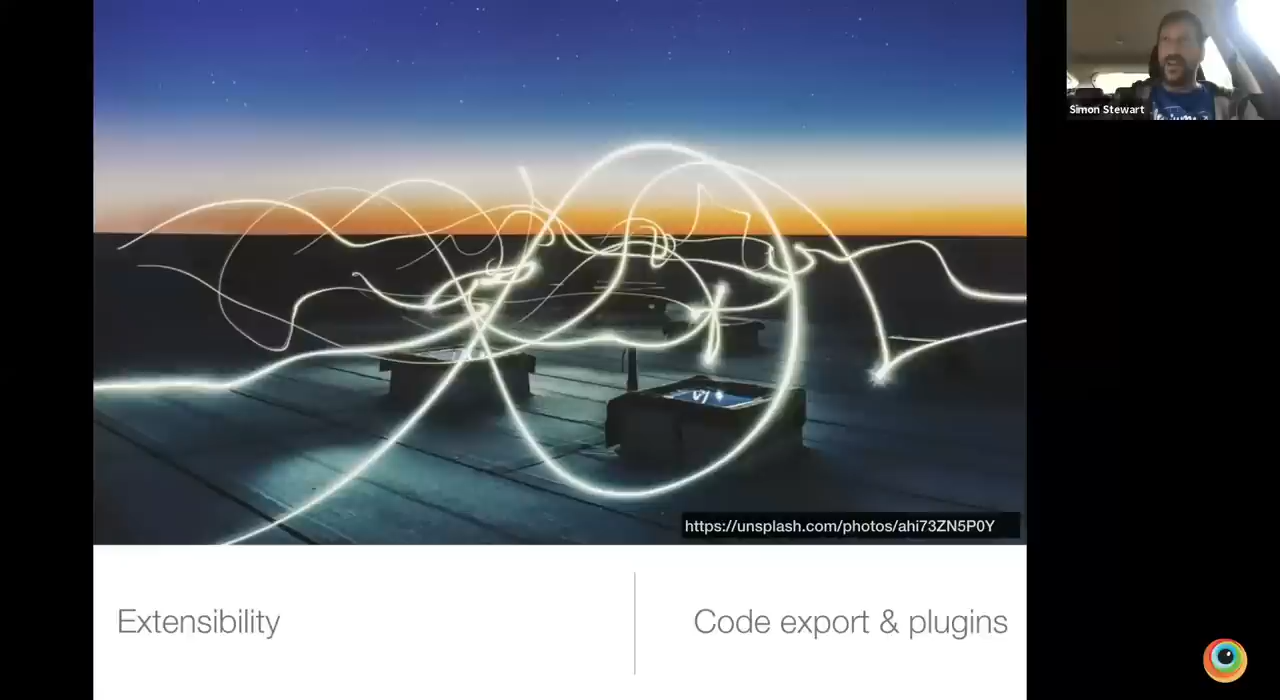 Simon Stewart
https://unsplash.com/photos/ahi73ZN5P0Y
Extensibility
Code export & plugins